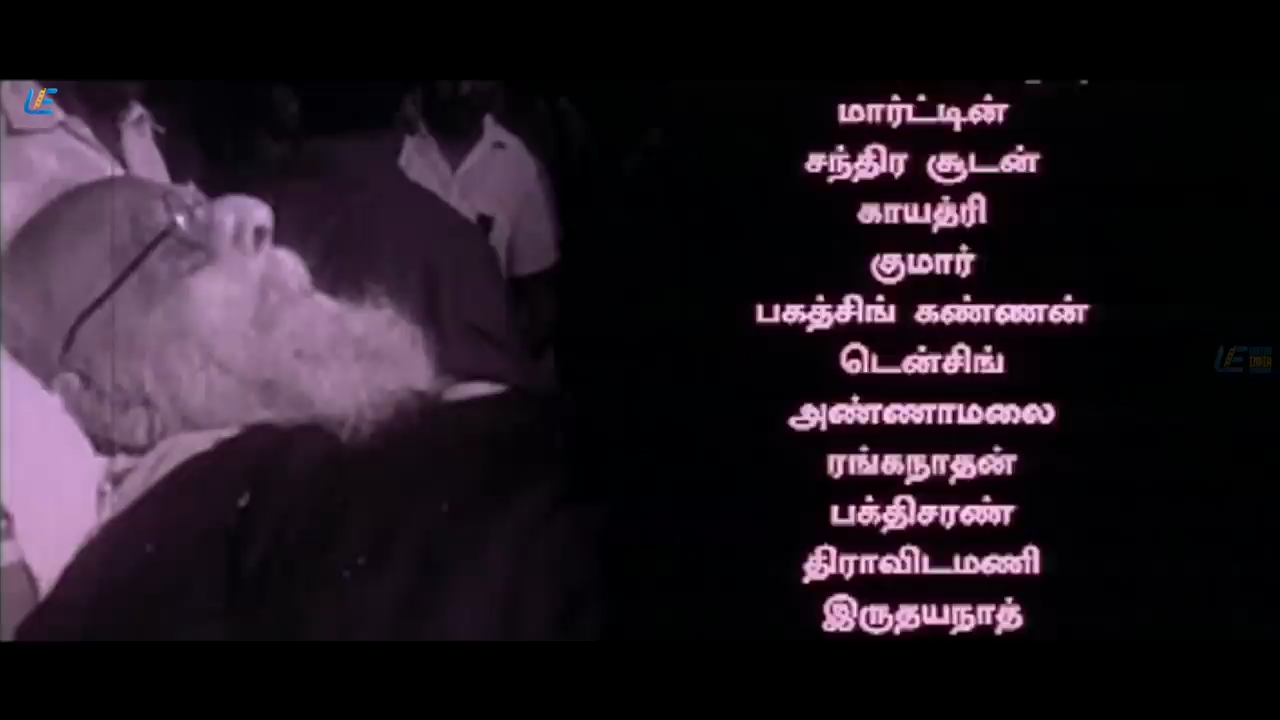 மார்ட்டின்
சந்திர சூடன்
காயத்ரி
குமார்
பகத்சிங் கண்ணன்
டென்சிங்
அண்ணாமலை
ரங்கநாதன்
பக்திசரண்
திராவிடமணி
இருதயநாத்